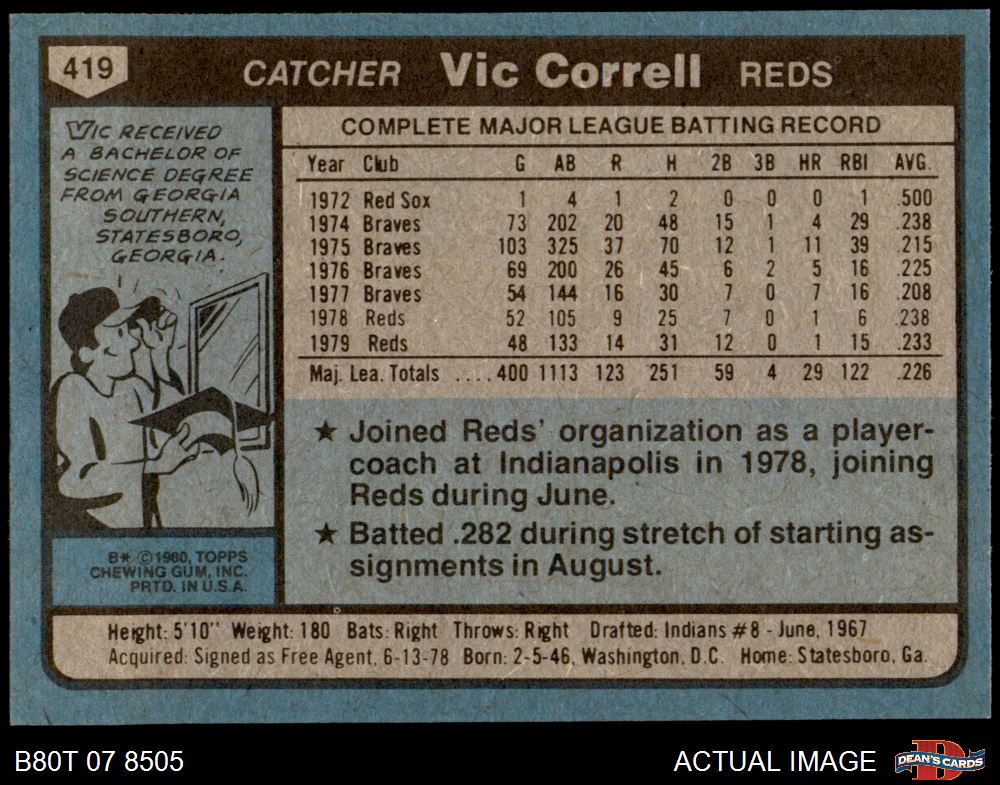 419
CATCHER Vic Correll REDS
VIC RECEIVED
A BACHELOR OF
SCIENCE DEGREE
FROM GEORGIA
SOUTHERN,
STATESBORO,
GEORGIA.
B* © 1980, TOPPS
CHEWING GUM, INC.
PRTD. IN U.S.A.
COMPLETE MAJOR LEAGUE BATTING RECORD
Year Club G AB R H 2B 3B HR RBI AVG.
1972 Red Sox 1 4 1 2 0 0 0 1 .500
1974 Braves 73 202 20 48 15 1 4 29 .238
1975 Braves 103 325 37 70 12 1 11 39 .215
1976 Braves 69 200 26 45 6 2 5 16 .225
1977 Braves 54 144 16 30 7 0 7 16 .208
1978 Reds 52 105 9 25 7 0 1 6 .238
1979 Reds 48 133 14 31 12 0 1 15 .233
Maj. Lea. Totals ....400 1113 123 251 59 4 29 122 .226
★ Joined Reds' organization as a player-
coach at Indianapolis in 1978, joining
Reds during June.
★ Batted .282 during stretch of starting as-
signments in August.
Height: 5'10" Weight: 180 Bats: Right Throws: Right Drafted: Indians #8 - June, 1967
Acquired: Signed as Free Agent, 6-13-78 Born: 2-5-46, Washington, D.C. Home: Statesboro, Ga.
B80T 07 8505
ACTUAL IMAGE
DEAN'S CARDS